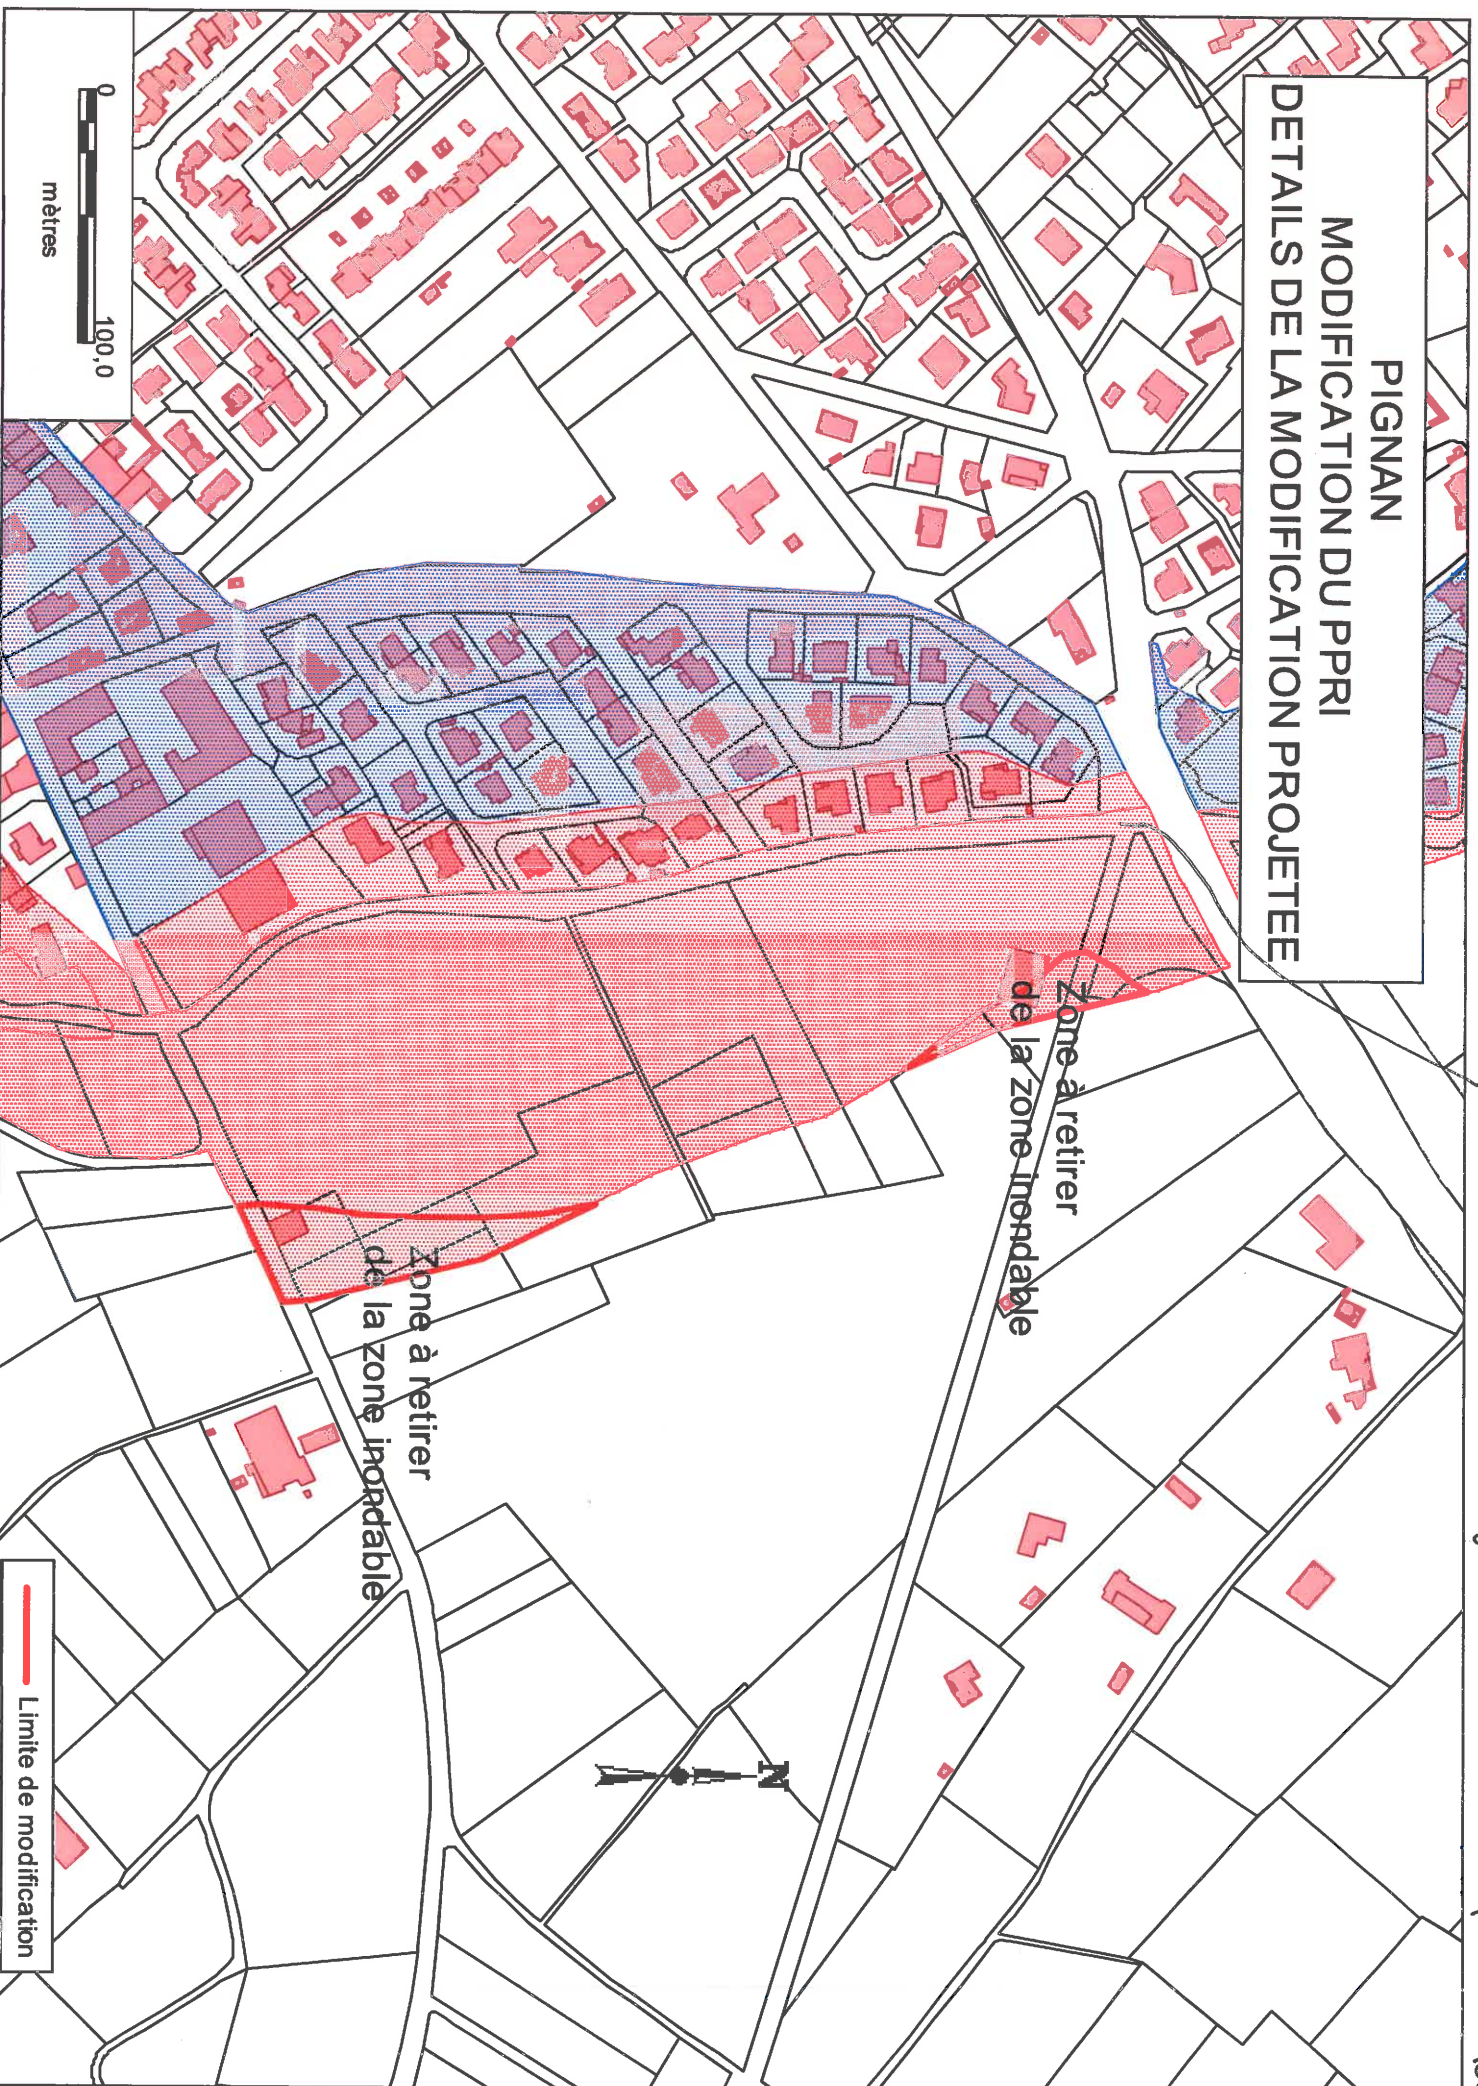 PIGNAN
MODIFICATION DU PPRI
DETAILS DE LA MODIFICATION PROJETEE
Zone à retirer
de la zone inondable
Zone à retirer
de la zone inondable
N
0
100,0
mètres
Limite de modification